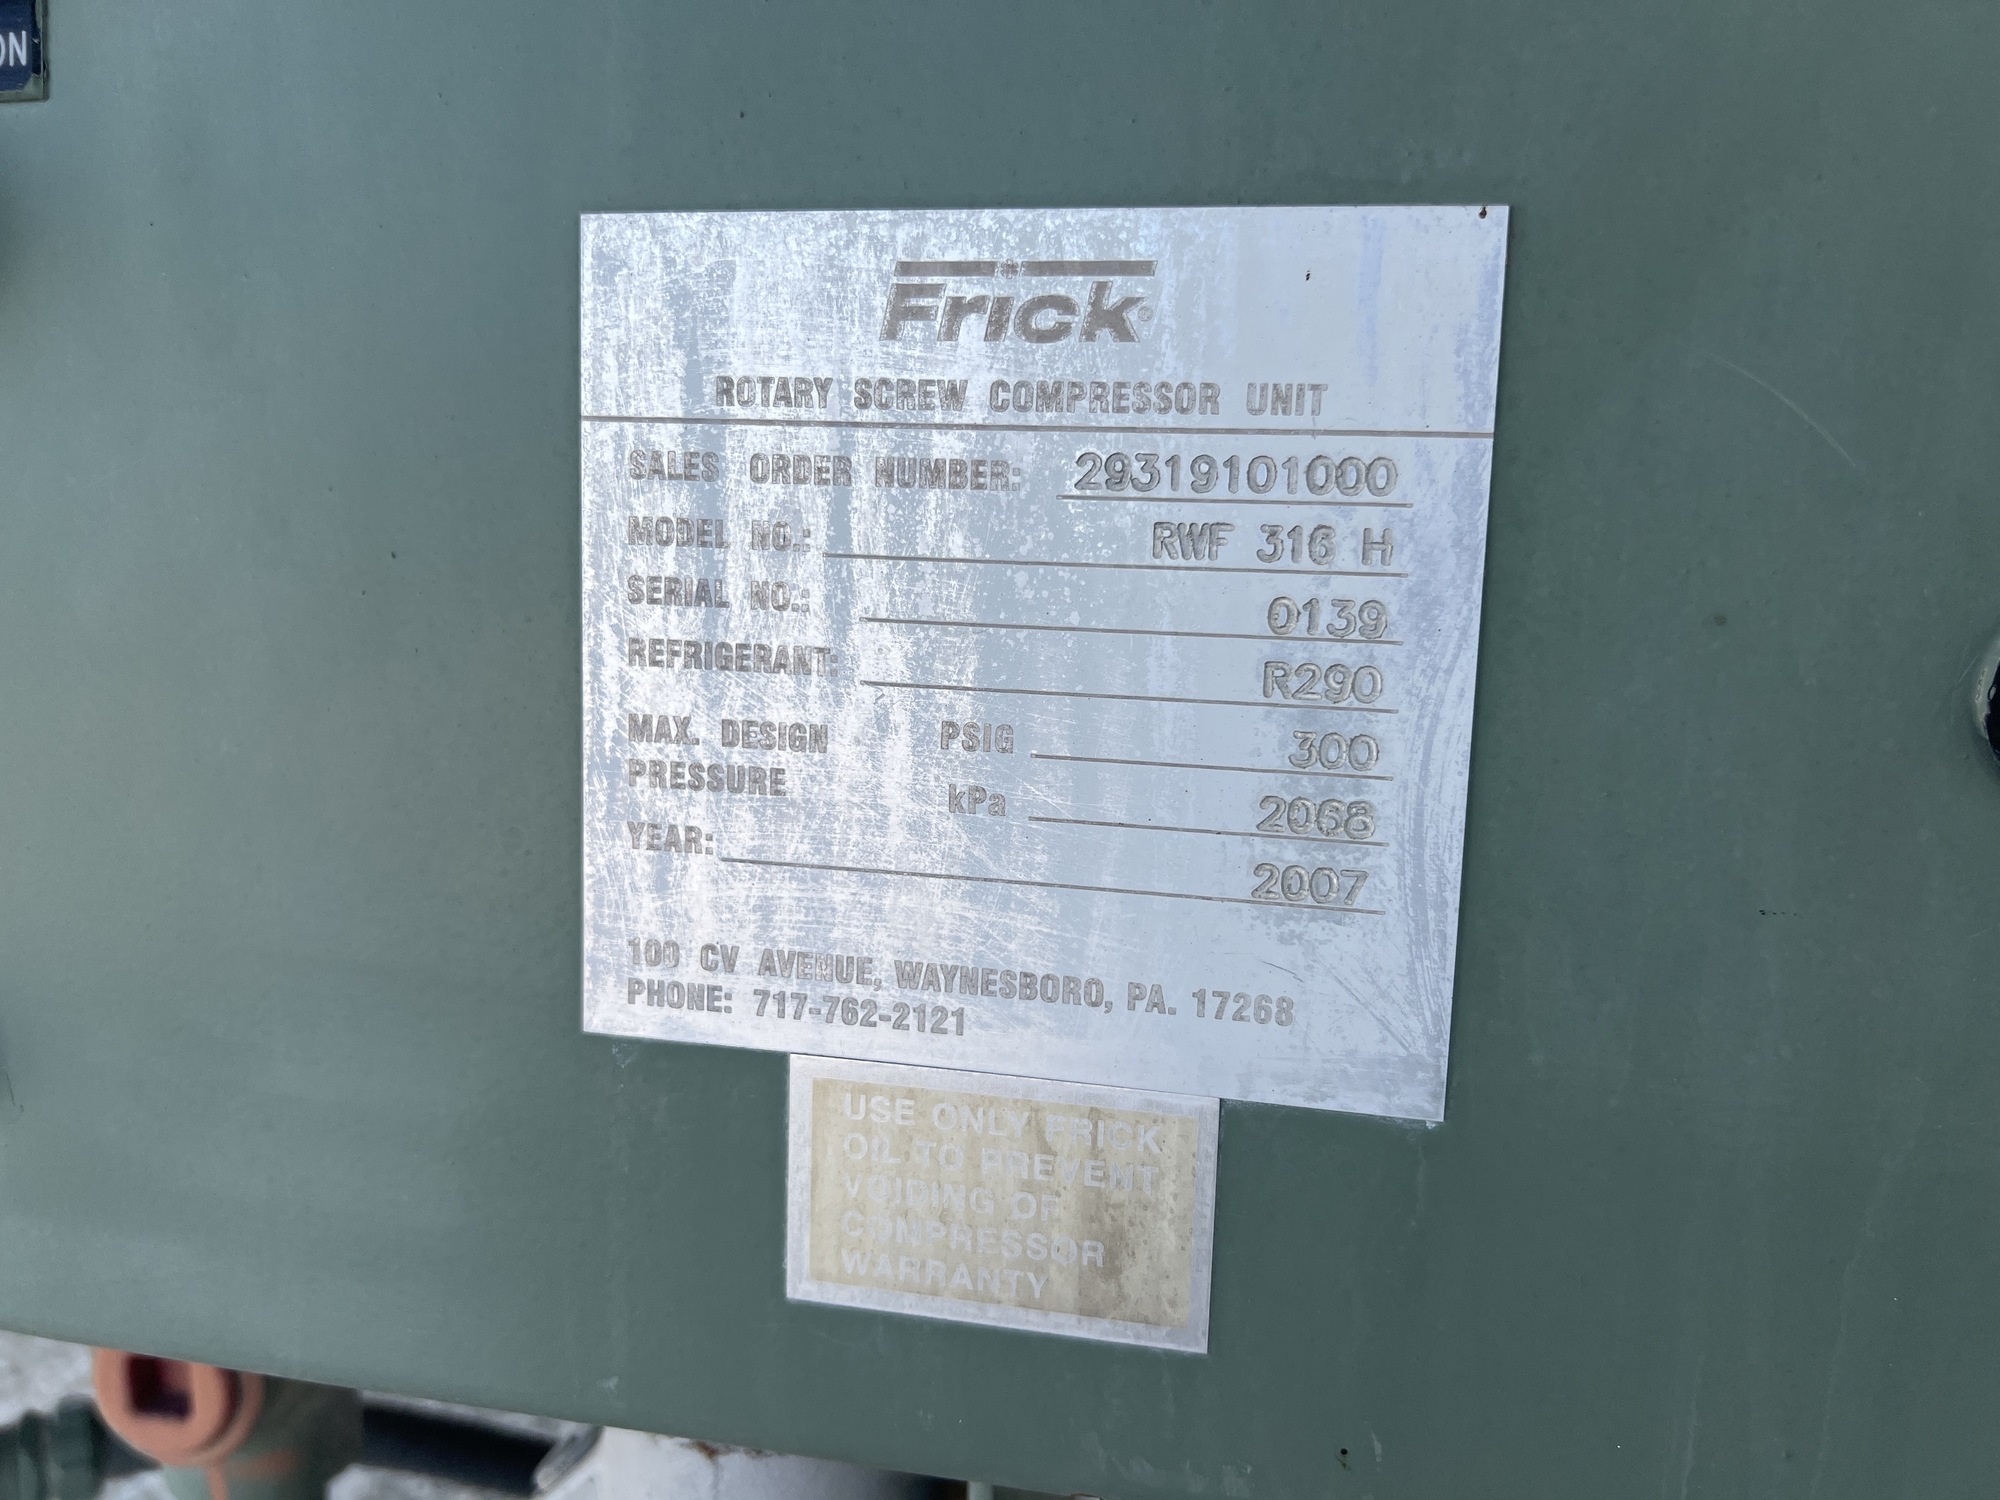 ON
Frick®
ROTARY SCREW COMPRESSOR UNIT
SALES ORDER NUMBER: 29319101000
MODEL NO.: RWF 316 H
SERIAL NO.: 0139
REFRIGERANT: R290
MAX. DESIGN PRESSURE PSIG 300
kPa 2068
YEAR: 2007
100 CV AVENUE, WAYNESBORO, PA. 17268
PHONE: 717-762-2121
USE ONLY FRICK
OIL TO PREVENT
VOIDING OF
COMPRESSOR
WARRANTY